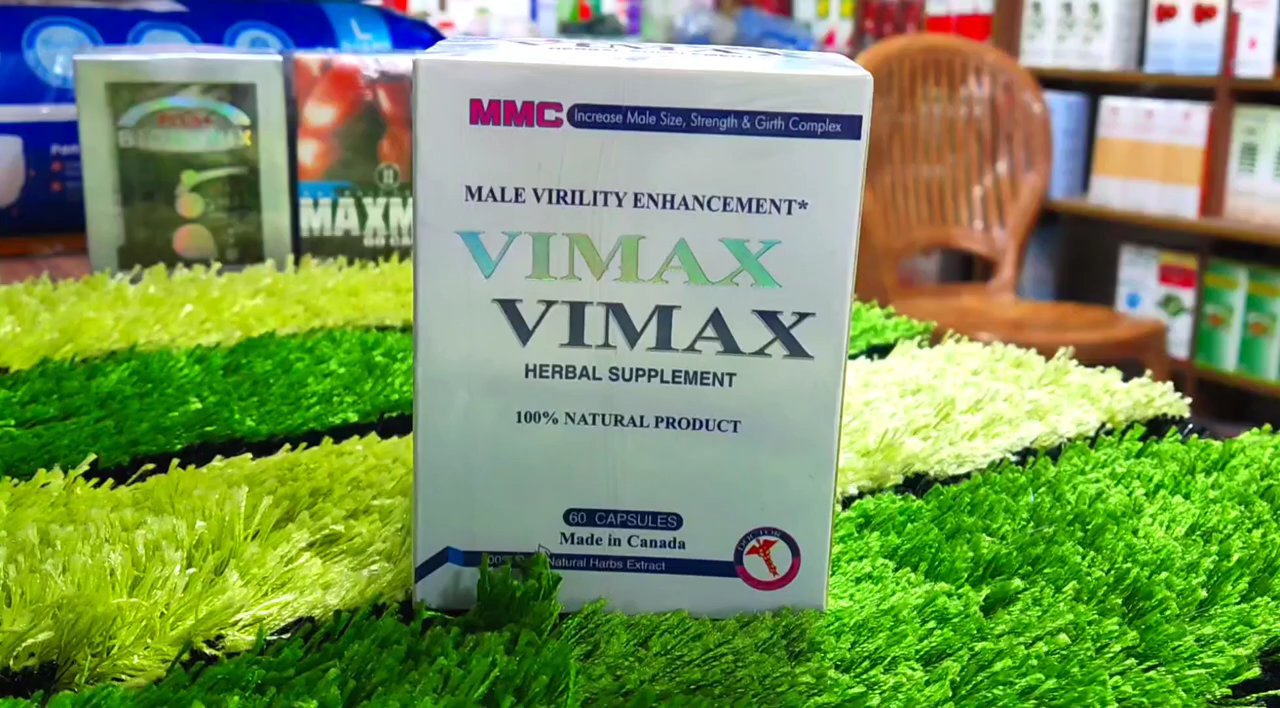 MMC Increase Male Size, Strength & Girth Complex
MALE VIRILITY ENHANCEMENT*
VIMAX
VIMAX
HERBAL SUPPLEMENT
100% NATURAL PRODUCT
60 CAPSULES
Made in Canada
Natural Harbs Extract
DOCTOR
MAXM
L